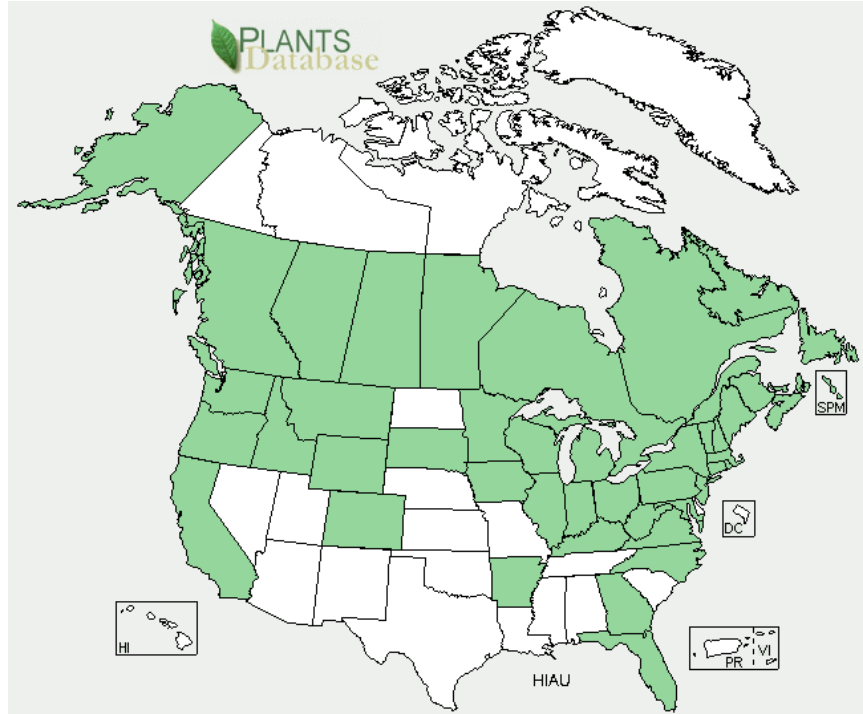 PLANTS
Database
SPM
DC
HI
PR
VI
HIAU